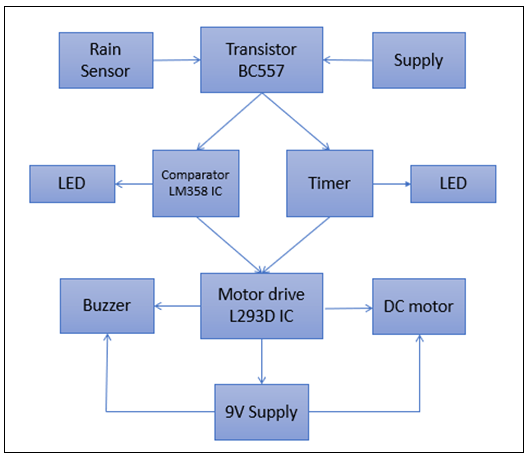 Rain
Sensor
Transistor
BC557
Supply
LED
Comparator
LM358 IC
Timer
LED
Buzzer
Motor drive
L293D IC
DC motor
9V Supply